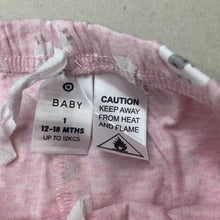 BABY
1
12-18 MTHS
UP TO 12KGS
CAUTION
KEEP AWAY
FROM HEAT
AND FLAME